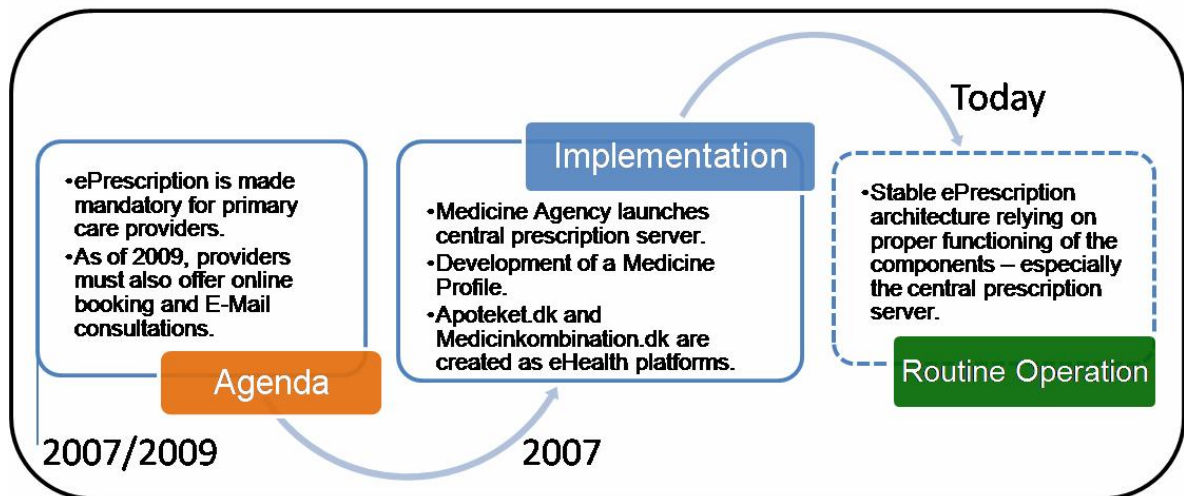 •ePrescription is made
mandatory for primary
care providers.
•As of 2009, providers
must also offer online
booking and E-Mail
consultations.
Agenda
2007/2009
Implementation
•Medicine Agency launches
central prescription server.
•Development of a Medicine
Profile.
•Apoteket.dk and
Medicinkombination.dk are
created as eHealth platforms.
2007
Today
•Stable ePrescription
architecture relying on
proper functioning of the
components – especially
the central prescription
server.
Routine Operation